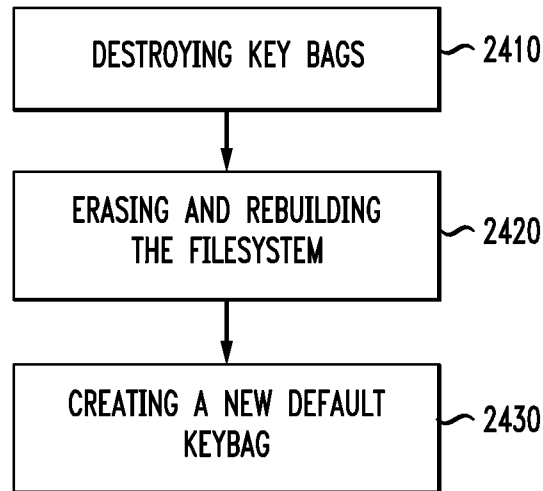 DESTROYING KEY BAGS
2410
ERASING AND REBUILDING
THE FILESYSTEM
2420
CREATING A NEW DEFAULT
KEYBAG
2430